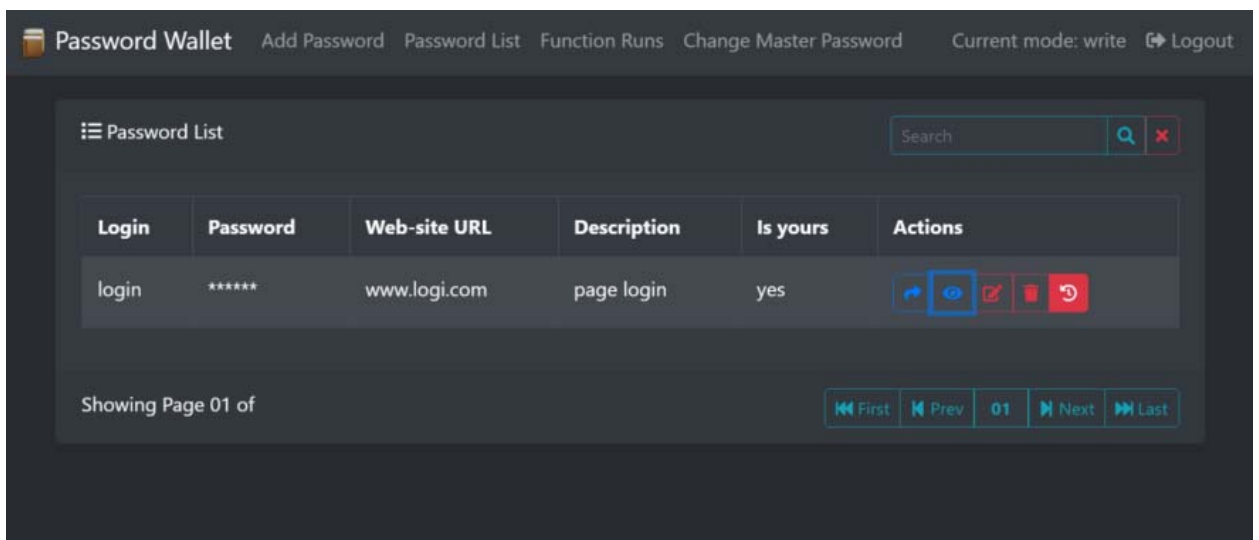 Password Wallet Add Password Password List Function Runs Change Master Password Current mode: write Logout
Password List Search
Login Password Web-site URL Description Is yours Actions
login ****** www.logi.com page login yes
Showing Page 01 of First Prev 01 Next Last